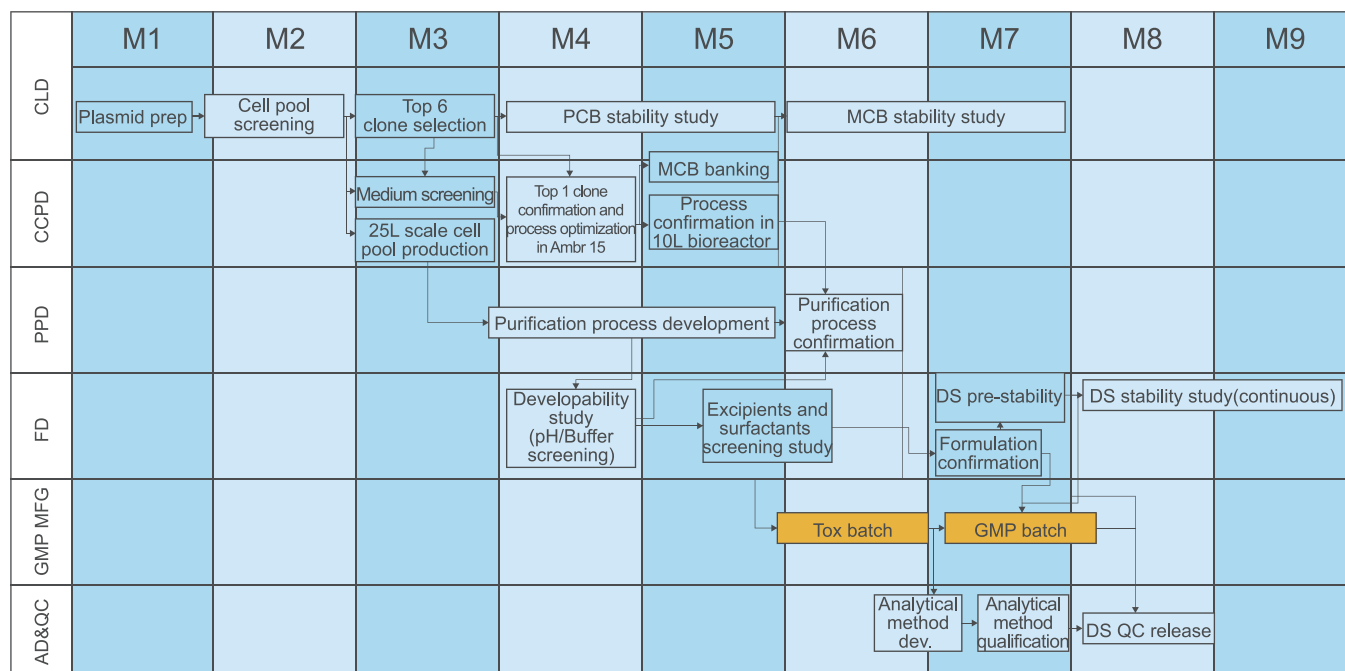 M1 M2 M3 M4 M5 M6 M7 M8 M9
CLD
Plasmid prep
Cell pool
screening
Top 6
clone selection
PCB stability study
MCB stability study
CCPD
Medium screening
25L scale cell
pool production
Top 1 clone
confirmation and
process optimization
in Ambr 15
MCB banking
Process
confirmation in
10L bioreactor
PPD
Purification process development
Purification
process
confirmation
FD
Developability
study
(pH/Buffer
screening)
Excipients and
surfactants
screening study
DS pre-stability
Formulation
confirmation
DS stability study(continuous)
GMP MFG
Tox batch
GMP batch
AD&QC
Analytical
method
dev.
Analytical
method
qualification
DS QC release